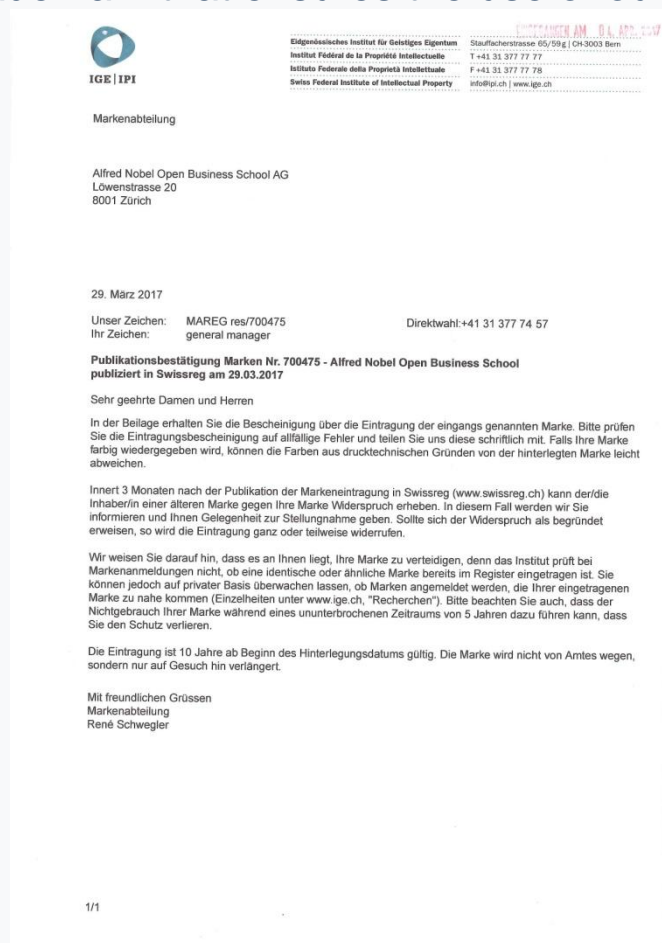 EINGEGANGEN AM 04. APR. 2017
IGE|IPI
Eidgenössisches Institut für Geistiges Eigentum
Institut Fédéral de la Propriété Intellectuelle
Istituto Federale della Proprietà Intellettuale
Swiss Federal Institute of Intellectual Property
Stauffacherstrasse 65/59g | CH-3003 Bern
T +41 31 377 77 77
F +41 31 377 77 78
info@ipi.ch | www.ige.ch
Markenabteilung
Alfred Nobel Open Business School AG
Löwenstrasse 20
8001 Zürich
29. März 2017
Unser Zeichen: MAREG res/700475 Direktwahl:+41 31 377 74 57
Ihr Zeichen: general manager
Publikationsbestätigung Marken Nr. 700475 - Alfred Nobel Open Business School
publiziert in Swissreg am 29.03.2017
Sehr geehrte Damen und Herren
In der Beilage erhalten Sie die Bescheinigung über die Eintragung der eingangs genannten Marke. Bitte prüfen
Sie die Eintragungsbescheinigung auf allfällige Fehler und teilen Sie uns diese schriftlich mit. Falls Ihre Marke
farbig wiedergegeben wird, können die Farben aus drucktechnischen Gründen von der hinterlegten Marke leicht
abweichen.
Innert 3 Monaten nach der Publikation der Markeneintragung in Swissreg (www.swissreg.ch) kann der/die
Inhaber/in einer älteren Marke gegen Ihre Marke Widerspruch erheben. In diesem Fall werden wir Sie
informieren und Ihnen Gelegenheit zur Stellungnahme geben. Sollte sich der Widerspruch als begründet
erweisen, so wird die Eintragung ganz oder teilweise widerrufen.
Wir weisen Sie darauf hin, dass es an Ihnen liegt, Ihre Marke zu verteidigen, denn das Institut prüft bei
Markenanmeldungen nicht, ob eine identische oder ähnliche Marke bereits im Register eingetragen ist. Sie
können jedoch auf privater Basis überwachen lassen, ob Marken angemeldet werden, die Ihrer eingetragenen
Marke zu nahe kommen (Einzelheiten unter www.ige.ch, "Recherchen"). Bitte beachten Sie auch, dass der
Nichtgebrauch Ihrer Marke während eines ununterbrochenen Zeitraums von 5 Jahren dazu führen kann, dass
Sie den Schutz verlieren.
Die Eintragung ist 10 Jahre ab Beginn des Hinterlegungsdatums gültig. Die Marke wird nicht von Amtes wegen,
sondern nur auf Gesuch hin verlängert.
Mit freundlichen Grüssen
Markenabteilung
René Schwegler
1/1